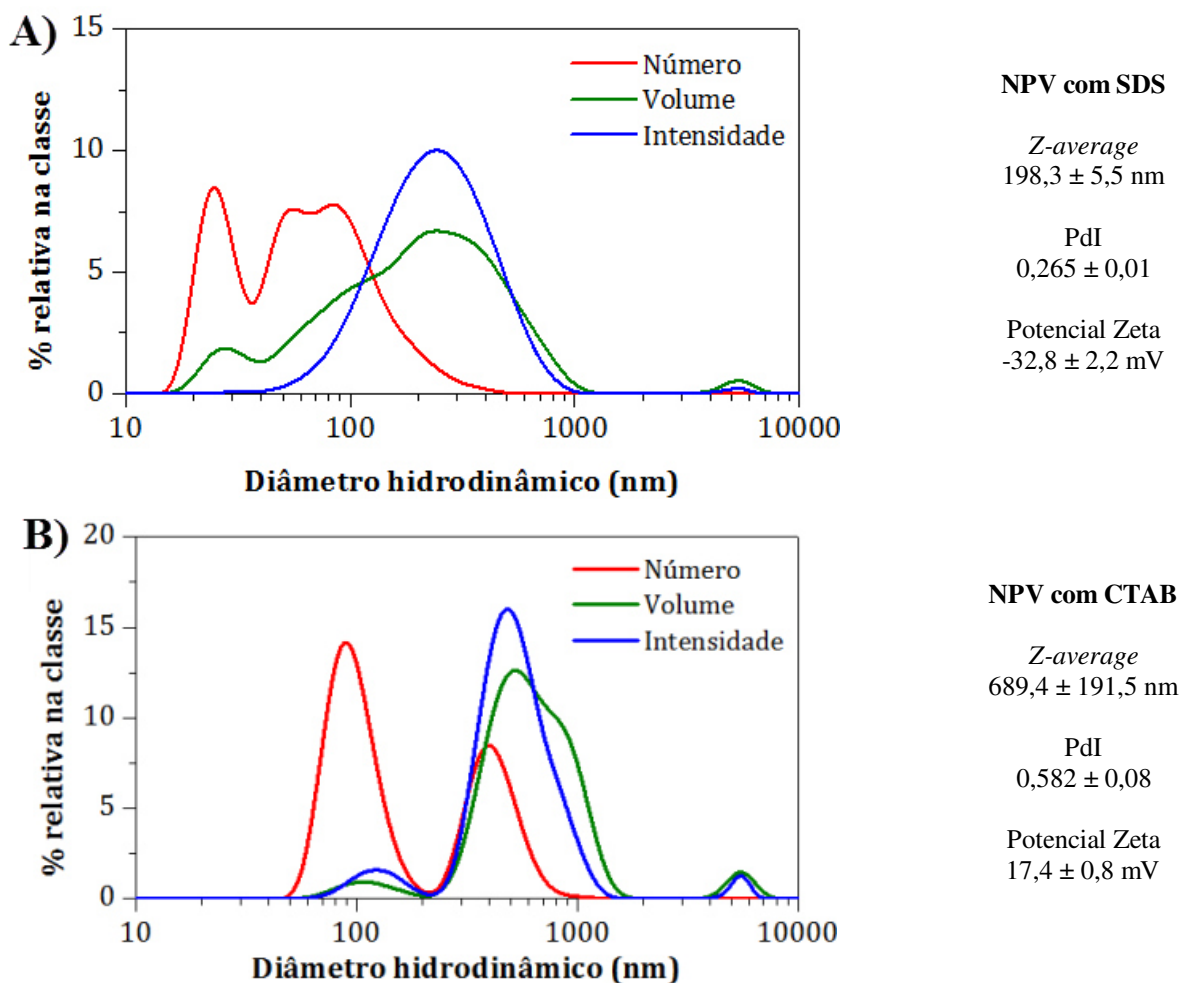 A)
15
10
5
0
% relativa na classe
Número
Volume
Intensidade
10
100
1000
10000
Diâmetro hidrodinâmico (nm)
NPV com SDS
Z-average
198,3 ± 5,5 nm
PdI
0,265 ± 0,01
Potencial Zeta
-32,8 ± 2,2 mV
B)
20
15
10
5
0
% relativa na classe
Número
Volume
Intensidade
10
100
1000
10000
Diâmetro hidrodinâmico (nm)
NPV com CTAB
Z-average
689,4 ± 191,5 nm
PdI
0,582 ± 0,08
Potencial Zeta
17,4 ± 0,8 mV